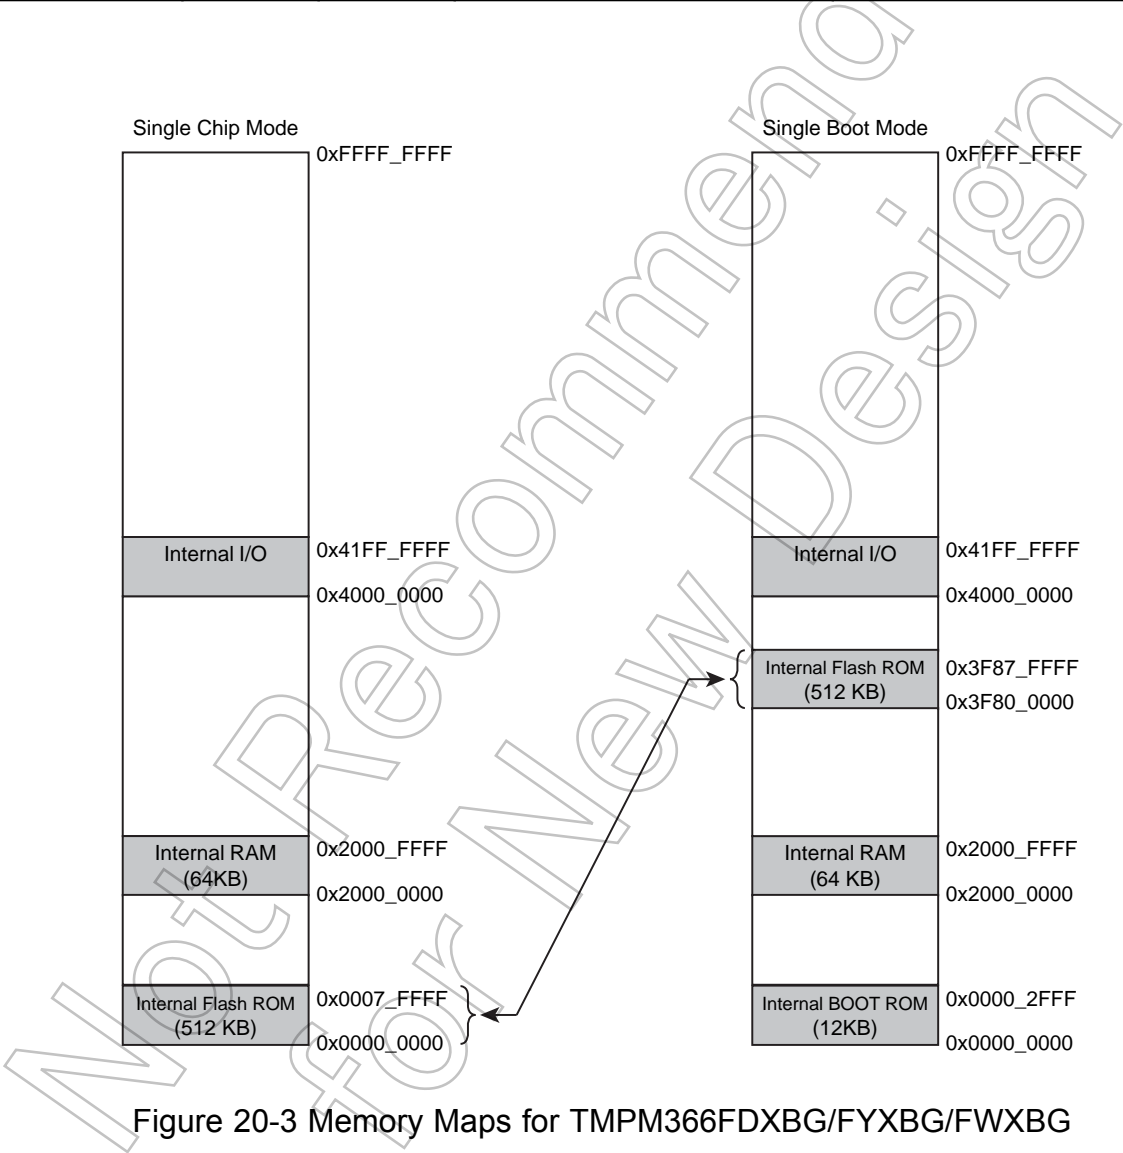 Single Chip Mode
0xFFFF_FFFF
Internal I/O
0x41FF_FFFF
0x4000_0000
Internal RAM
(64KB)
0x2000_FFFF
0x2000_0000
Internal Flash ROM
(512 KB)
0x0007_FFFF
0x0000_0000
Single Boot Mode
0xFFFF_FFFF
Internal I/O
0x41FF_FFFF
0x4000_0000
Internal Flash ROM
(512 KB)
0x3F87_FFFF
0x3F80_0000
Internal RAM
(64 KB)
0x2000_FFFF
0x2000_0000
Internal BOOT ROM
(12KB)
0x0000_2FFF
0x0000_0000
Figure 20-3 Memory Maps for TMPM366FDXBG/FYXBG/FWXBG
Not Recommend
for New Design